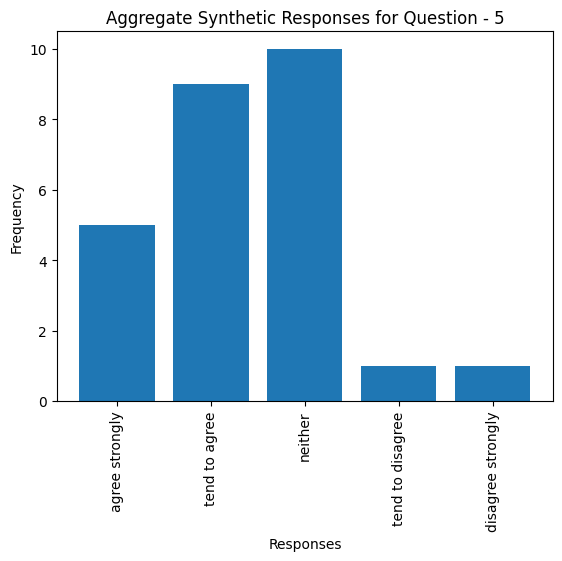 Aggregate Synthetic Responses for Question - 5
10
8
6
4
2
0
Frequency
agree strongly
tend to agree
neither
tend to disagree
disagree strongly
Responses